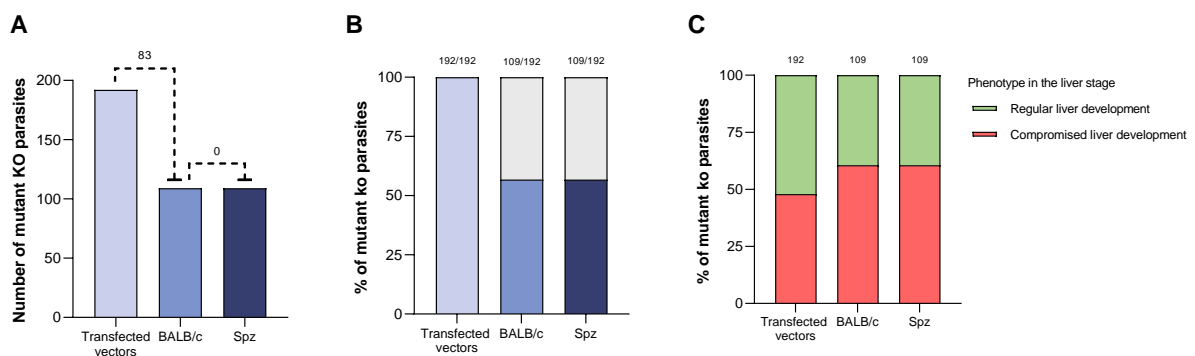 A
Number of mutant KO parasites
200
150
100
50
0
83
0
Transfected
vectors
BALB/c
Spz
B
% of mutant ko parasites
100
75
50
25
0
192/192
109/192
109/192
Transfected
vectors
BALB/c
Spz
C
% of mutant ko parasites
100
75
50
25
0
192
109
109
Transfected
vectors
BALB/c
Spz
Phenotype in the liver stage
Regular liver development
Compromised liver development